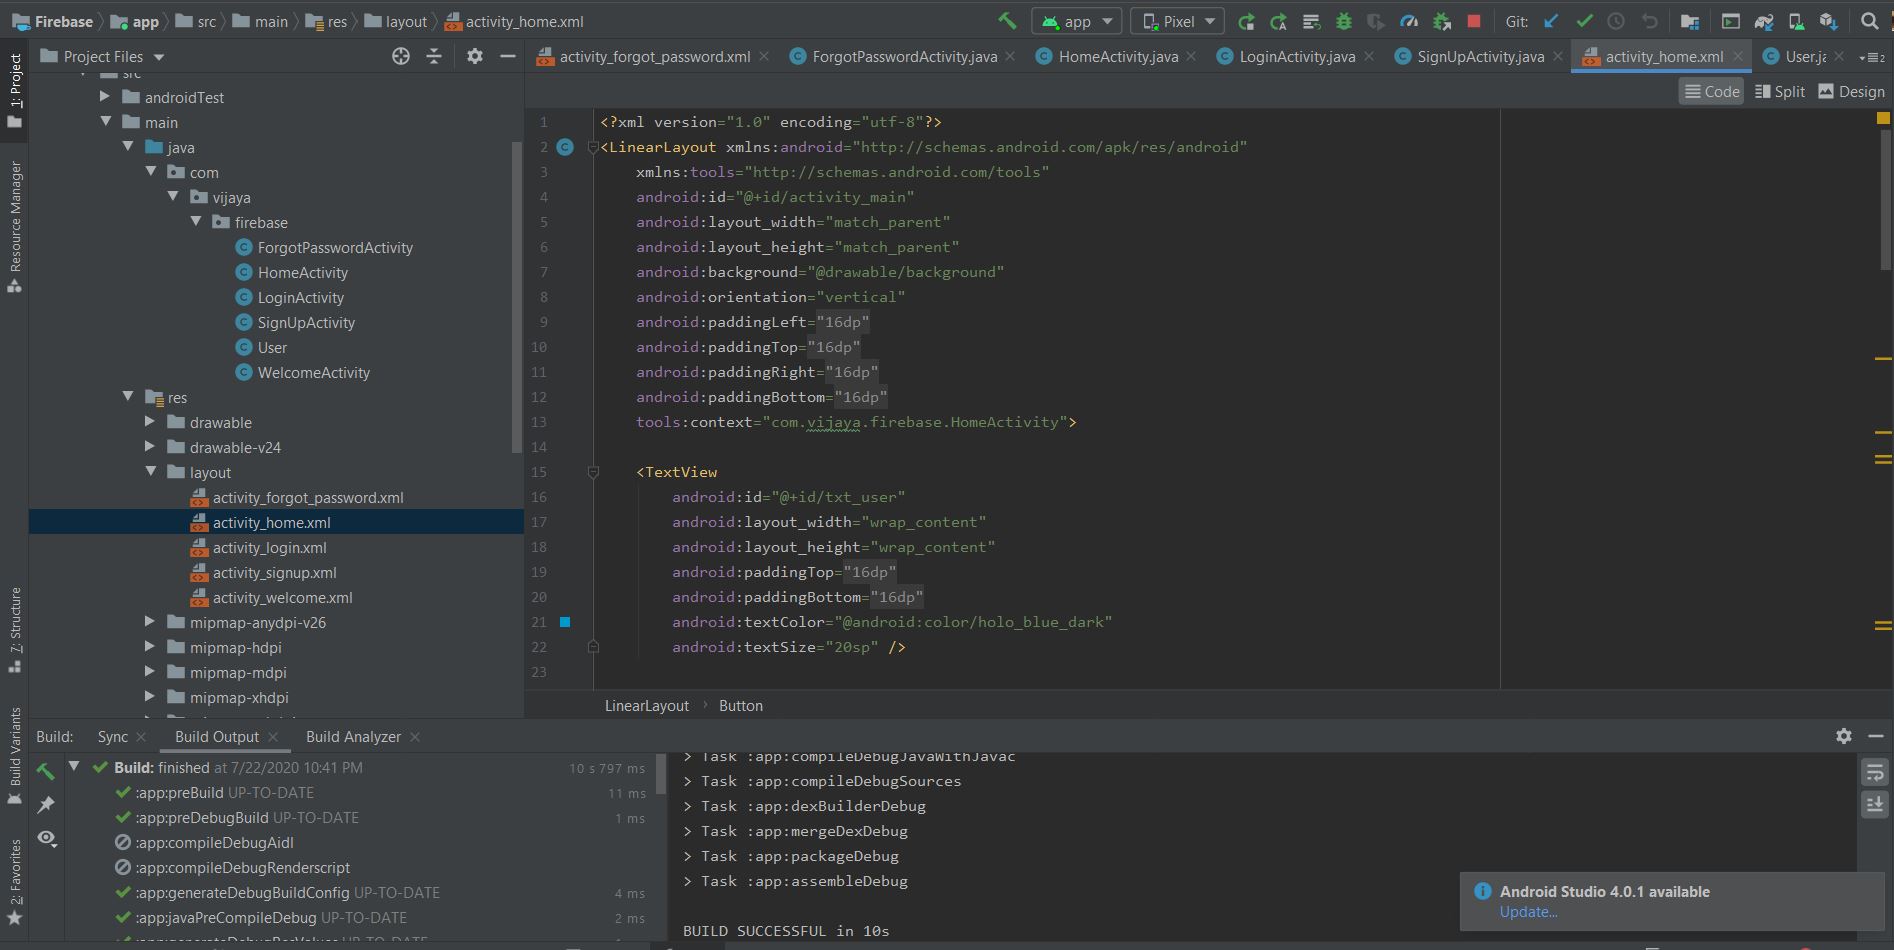 Firebase app src main res layout activity_home.xml
app Pixel Git:
1: Project
Resource Manager
7: Structure
Build Variants
2: Favorites
Project Files
src
androidTest
main
java
com
vijaya
firebase
ForgotPasswordActivity
HomeActivity
LoginActivity
SignUpActivity
User
WelcomeActivity
res
drawable
drawable-v24
layout
activity_forgot_password.xml
activity_home.xml
activity_login.xml
activity_signup.xml
activity_welcome.xml
mipmap-anydpi-v26
mipmap-hdpi
mipmap-mdpi
mipmap-xhdpi
activity_forgot_password.xml ForgotPasswordActivity.java HomeActivity.java LoginActivity.java SignUpActivity.java activity_home.xml User.ja 2
Code Split Design
1 <?xml version="1.0" encoding="utf-8"?>
2 <LinearLayout xmlns:android="http://schemas.android.com/apk/res/android"
3 xmlns:tools="http://schemas.android.com/tools"
4 android:id="@+id/activity_main"
5 android:layout_width="match_parent"
6 android:layout_height="match_parent"
7 android:background="@drawable/background"
8 android:orientation="vertical"
9 android:paddingLeft="16dp"
10 android:paddingTop="16dp"
11 android:paddingRight="16dp"
12 android:paddingBottom="16dp"
13 tools:context="com.vijaya.firebase.HomeActivity">
14
15 <TextView
16 android:id="@+id/txt_user"
17 android:layout_width="wrap_content"
18 android:layout_height="wrap_content"
19 android:paddingTop="16dp"
20 android:paddingBottom="16dp"
21 android:textColor="@android:color/holo_blue_dark"
22 android:textSize="20sp" />
23
LinearLayout Button
Build: Sync Build Output Build Analyzer
Build: finished at 7/22/2020 10:41 PM 10 s 797 ms
:app:preBuild UP-TO-DATE 11 ms
:app:preDebugBuild UP-TO-DATE 1 ms
:app:compileDebugAidl
:app:compileDebugRenderscript
:app:generateDebugBuildConfig UP-TO-DATE 4 ms
:app:javaPreCompileDebug UP-TO-DATE 2 ms
:app:generateDebugResValues UP-TO-DATE
> Task :app:compileDebugJavaWithJavac
> Task :app:compileDebugSources
> Task :app:dexBuilderDebug
> Task :app:mergeDexDebug
> Task :app:packageDebug
> Task :app:assembleDebug
BUILD SUCCESSFUL in 10s
Android Studio 4.0.1 available
Update...